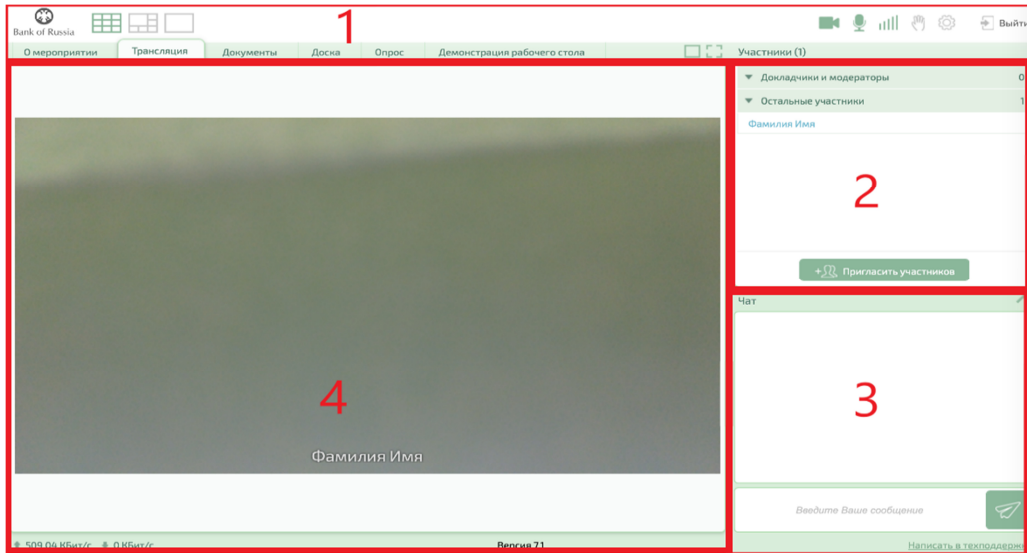 1
Bank of Russia
Выйти
О мероприятии Трансляция Документы Доска Опрос Демонстрация рабочего стола Участники (1)
Докладчики и модераторы 0
Остальные участники 1
Фамилия Имя
2
+ Пригласить участников
Чат
3
4
Фамилия Имя
Введите Ваше сообщение
509.04 КБит/с 0 КБит/с Версия 7.1
Написать в техподдерж